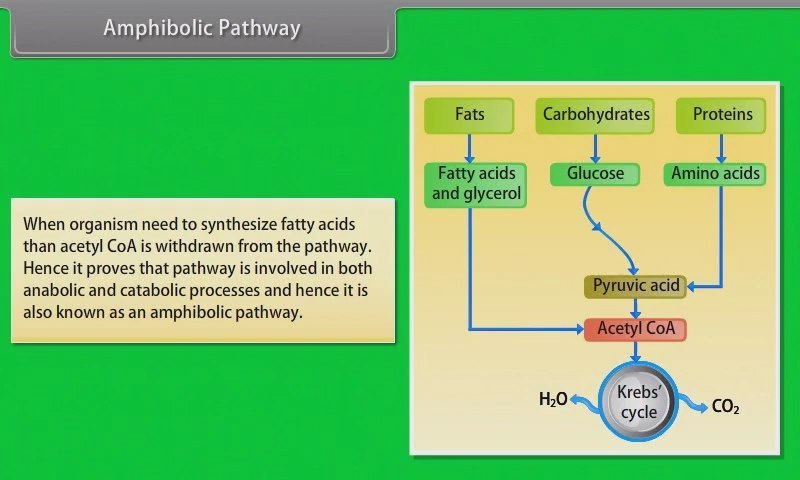 Amphibolic Pathway
When organism need to synthesize fatty acids
than acetyl CoA is withdrawn from the pathway.
Hence it proves that pathway is involved in both
anabolic and catabolic processes and hence it is
also known as an amphibolic pathway.
Fats
Carbohydrates
Proteins
Fatty acids
and glycerol
Glucose
Amino acids
Pyruvic acid
Acetyl CoA
Krebs'
cycle
H₂O
CO₂